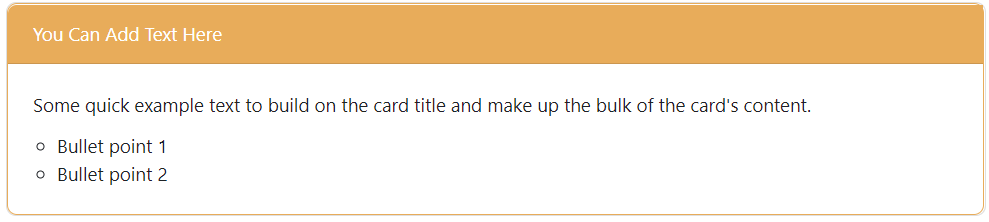 You Can Add Text Here
Some quick example text to build on the card title and make up the bulk of the card's content.
Bullet point 1
Bullet point 2